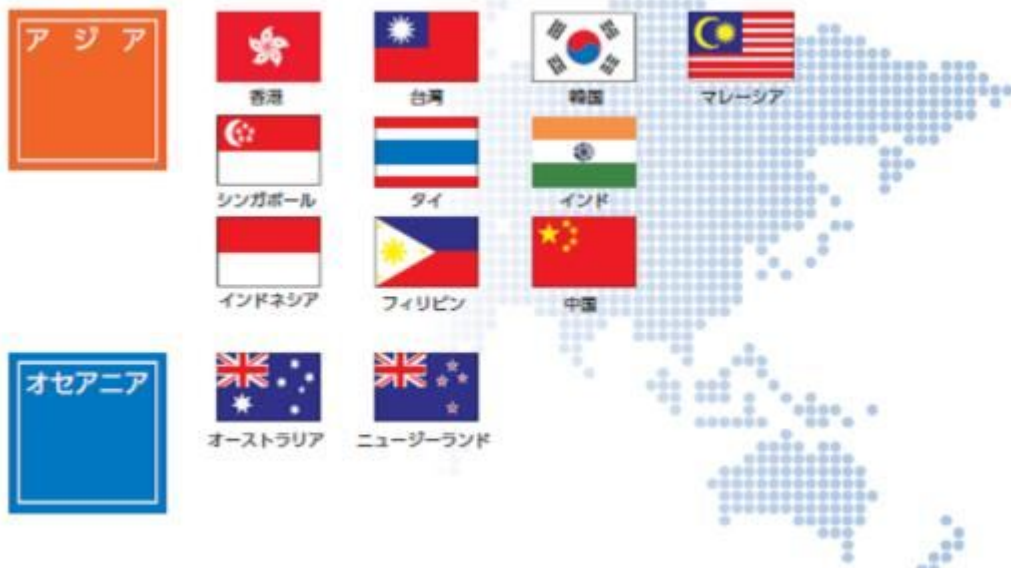 アジア
香港
台湾
韓国
マレーシア
シンガポール
タイ
インド
インドネシア
フィリピン
中国
オセアニア
オーストラリア
ニュージーランド